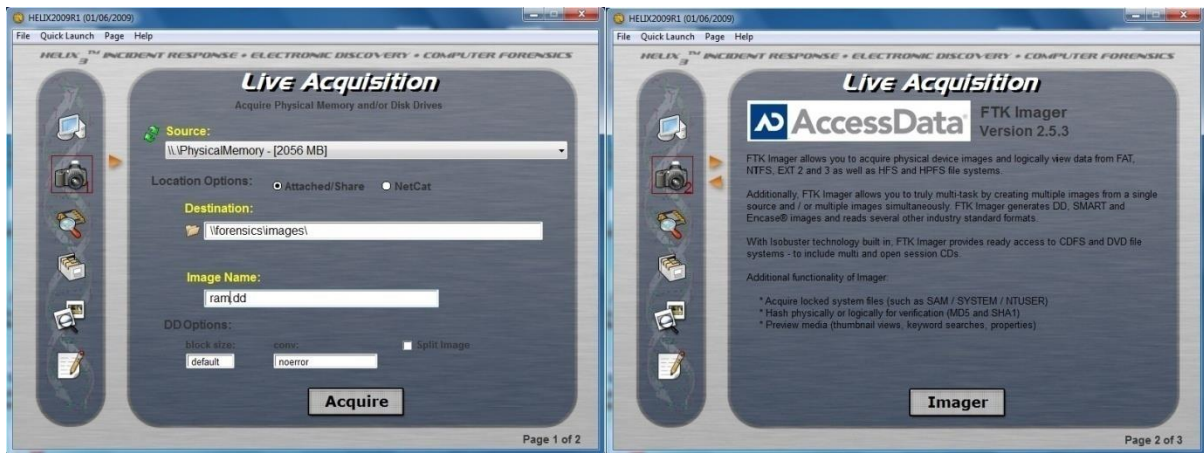 HELIX2009R1 (01/06/2009)
File Quick Launch Page Help
HELIX3 ™ INCIDENT RESPONSE • ELECTRONIC DISCOVERY • COMPUTER FORENSICS
Live Acquisition
Acquire Physical Memory and/or Disk Drives
Source:
\\.\PhysicalMemory - [2056 MB]
Location Options: Attached/Share NetCat
Destination:
\\forensics\images\
Image Name:
ram.dd
DD Options:
block size: conv: Split Image
default noerror
Acquire
Page 1 of 2
HELIX2009R1 (01/06/2009)
File Quick Launch Page Help
HELIX3 ™ INCIDENT RESPONSE • ELECTRONIC DISCOVERY • COMPUTER FORENSICS
Live Acquisition
AccessData FTK Imager
Version 2.5.3
FTK Imager allows you to acquire physical device images and logically view data from FAT,
NTFS, EXT 2 and 3 as well as HFS and HPFS file systems.
Additionally, FTK Imager allows you to truly multi-task by creating multiple images from a single
source and / or multiple images simultaneously. FTK Imager generates DD, SMART and
Encase® images and reads several other industry standard formats.
With Isobuster technology built in, FTK Imager provides ready access to CDFS and DVD file
systems - to include multi and open session CDs.
Additional functionality of Imager:
* Acquire locked system files (such as SAM / SYSTEM / NTUSER)
* Hash physically or logically for verification (MD5 and SHA1)
* Preview media (thumbnail views, keyword searches, properties)
2
Imager
Page 2 of 3